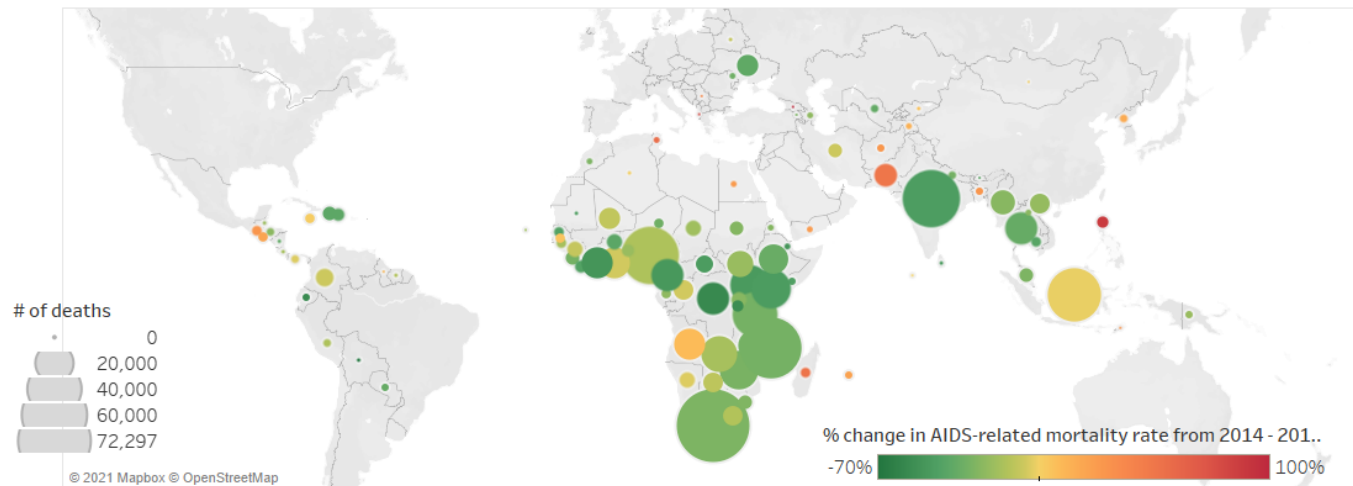 # of deaths
0
20,000
40,000
60,000
72,297
© 2021 Mapbox © OpenStreetMap
% change in AIDS-related mortality rate from 2014 - 201..
-70%
100%